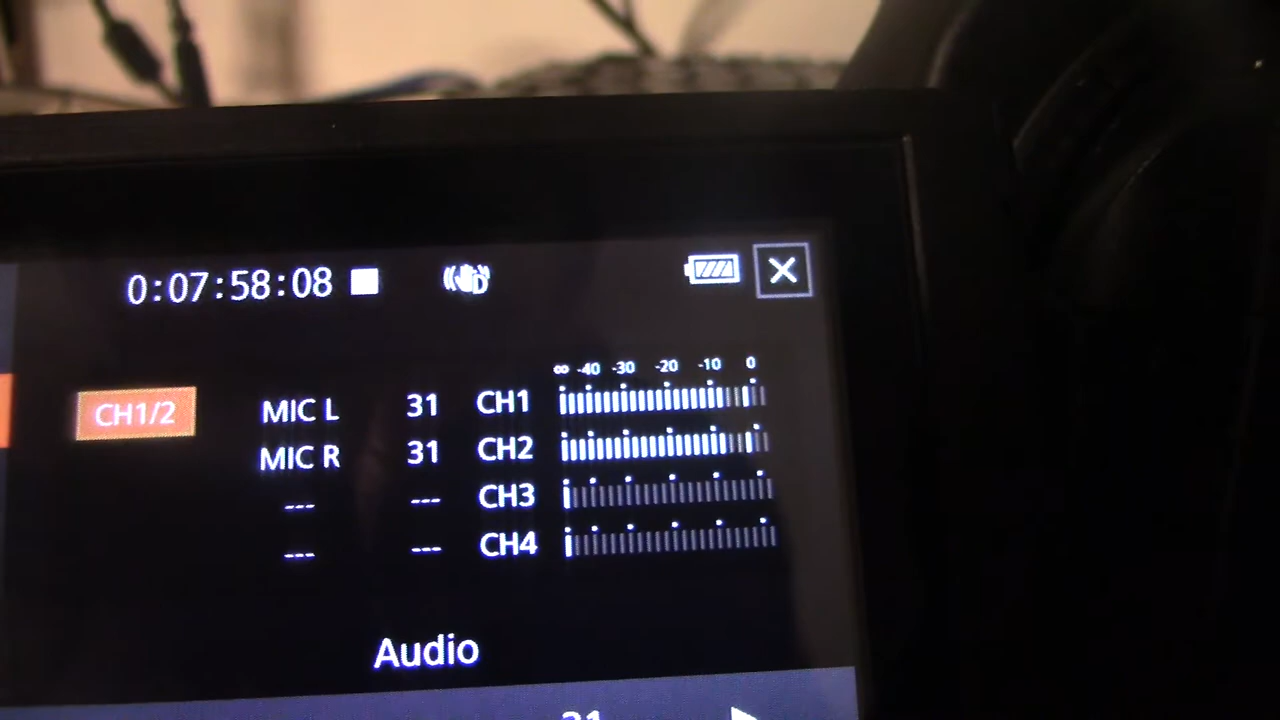 0:07:58:08
∞ -40 -30 -20 -10 0
CH1/2 MIC L 31 CH1
MIC R 31 CH2
--- --- CH3
--- --- CH4
Audio
31